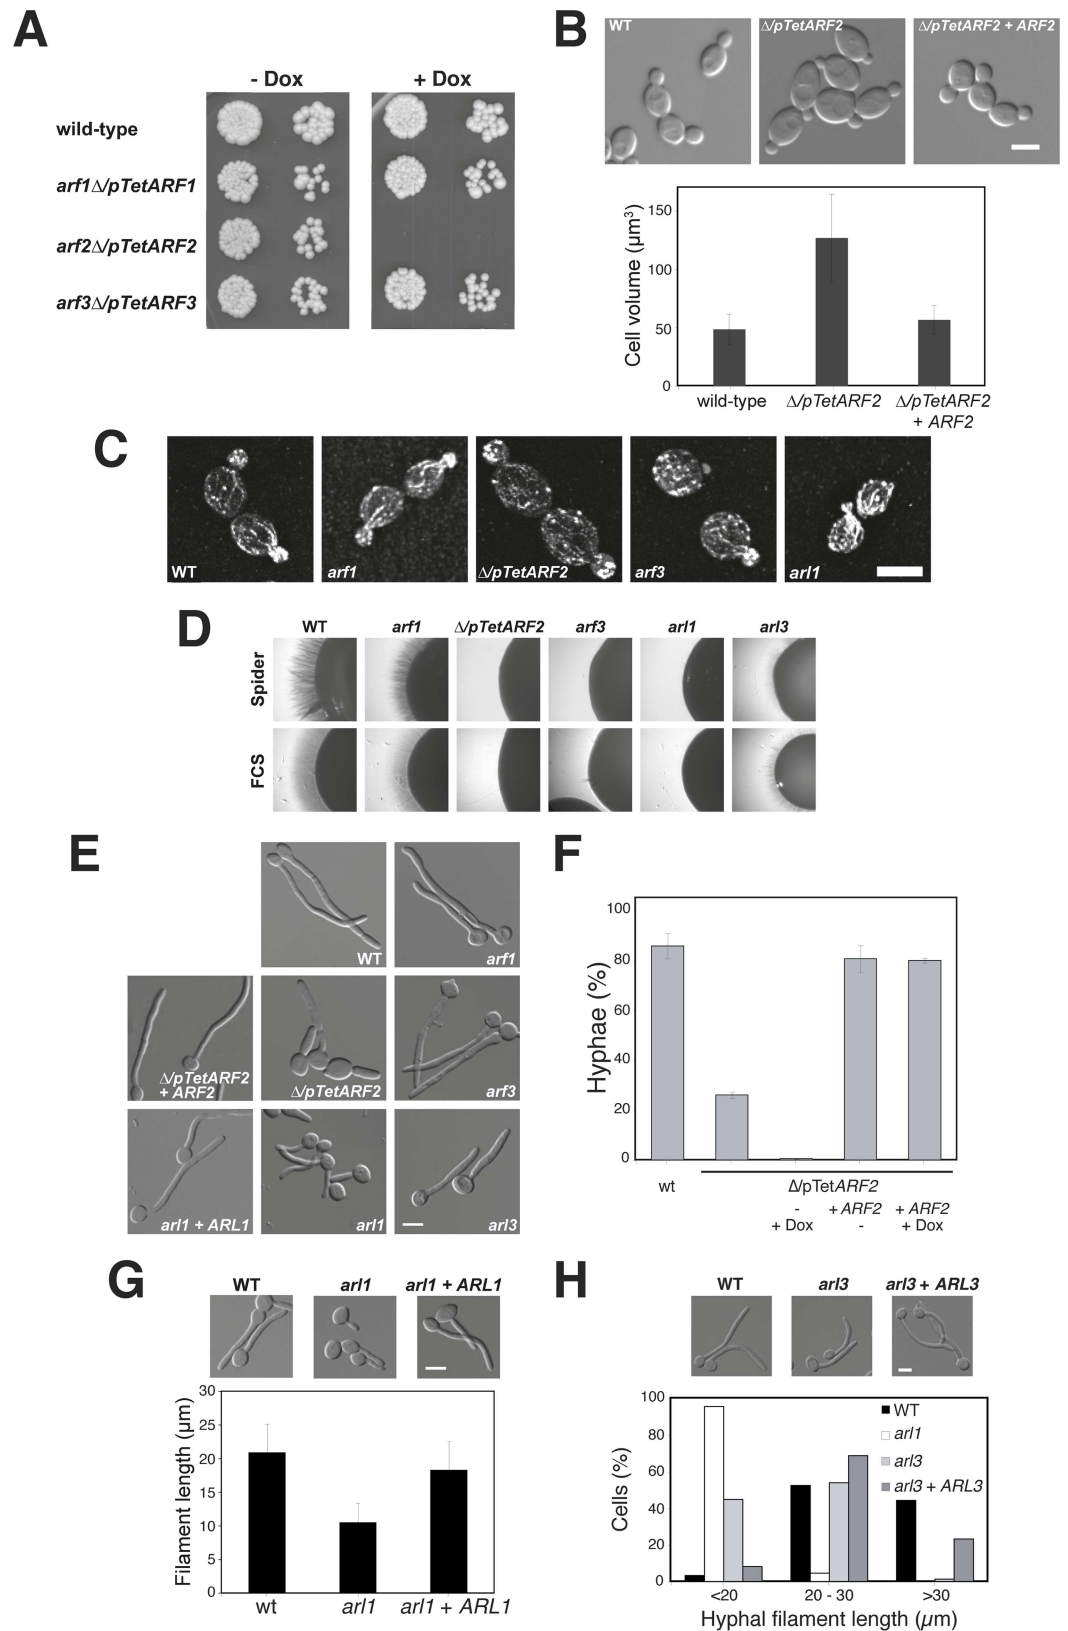 A
- Dox
+ Dox
wild-type
arf1Δ/pTetARF1
arf2Δ/pTetARF2
arf3Δ/pTetARF3
B
WT
Δ/pTetARF2
Δ/pTetARF2 + ARF2
Cell volume (µm³)
150
100
50
0
wild-type
Δ/pTetARF2
Δ/pTetARF2
+ ARF2
C
WT
arf1
Δ/pTetARF2
arf3
arl1
D
WT
arf1
Δ/pTetARF2
arf3
arl1
arl3
Spider
FCS
E
WT
arf1
Δ/pTetARF2
+ ARF2
Δ/pTetARF2
arf3
arl1 + ARL1
arl1
arl3
F
Hyphae (%)
100
80
60
40
20
0
wt
Δ/pTetARF2
-
+ ARF2
+ ARF2
+ Dox
-
+ Dox
G
WT
arl1
arl1 + ARL1
Filament length (µm)
30
25
20
15
10
5
0
wt
arl1
arl1 + ARL1
H
WT
arl3
arl3 + ARL3
Cells (%)
100
80
60
40
20
0
WT
arl1
arl3
arl3 + ARL3
<20
20 - 30
>30
Hyphal filament length (µm)